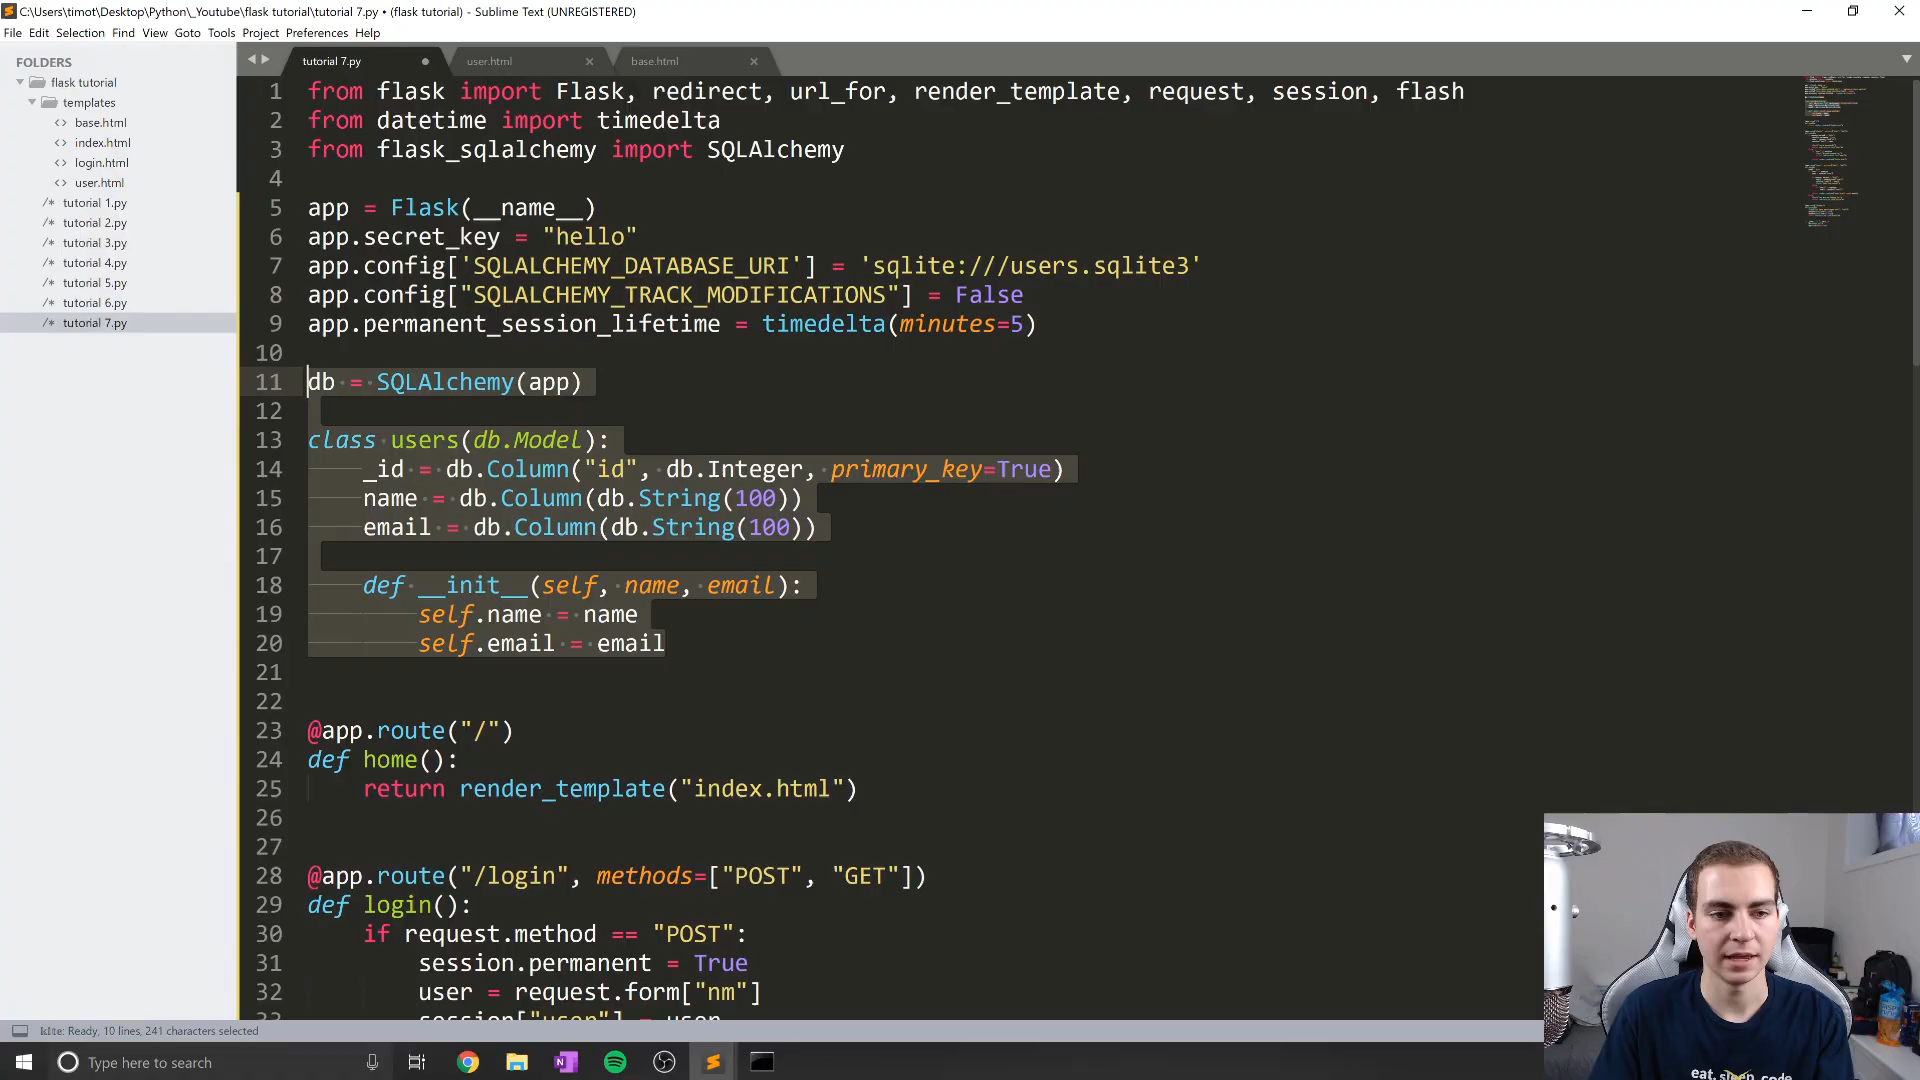 C:\Users\timot\Desktop\Python\_Youtube\flask tutorial\tutorial 7.py • (flask tutorial) - Sublime Text (UNREGISTERED)
File Edit Selection Find View Goto Tools Project Preferences Help
FOLDERS
flask tutorial
templates
<> base.html
<> index.html
<> login.html
<> user.html
/* tutorial 1.py
/* tutorial 2.py
/* tutorial 3.py
/* tutorial 4.py
/* tutorial 5.py
/* tutorial 6.py
/* tutorial 7.py
tutorial 7.py user.html base.html
1 from flask import Flask, redirect, url_for, render_template, request, session, flash
2 from datetime import timedelta
3 from flask_sqlalchemy import SQLAlchemy
4
5 app = Flask(__name__)
6 app.secret_key = "hello"
7 app.config['SQLALCHEMY_DATABASE_URI'] = 'sqlite:///users.sqlite3'
8 app.config["SQLALCHEMY_TRACK_MODIFICATIONS"] = False
9 app.permanent_session_lifetime = timedelta(minutes=5)
10
11 db = SQLAlchemy(app)
12
13 class users(db.Model):
14 _id = db.Column("id", db.Integer, primary_key=True)
15 name = db.Column(db.String(100))
16 email = db.Column(db.String(100))
17
18 def __init__(self, name, email):
19 self.name = name
20 self.email = email
21
22
23 @app.route("/")
24 def home():
25 return render_template("index.html")
26
27
28 @app.route("/login", methods=["POST", "GET"])
29 def login():
30 if request.method == "POST":
31 session.permanent = True
32 user = request.form["nm"]
33 session["user"] = user
Ready, 10 lines, 241 characters selected
Type here to search
eat. sleep. code.